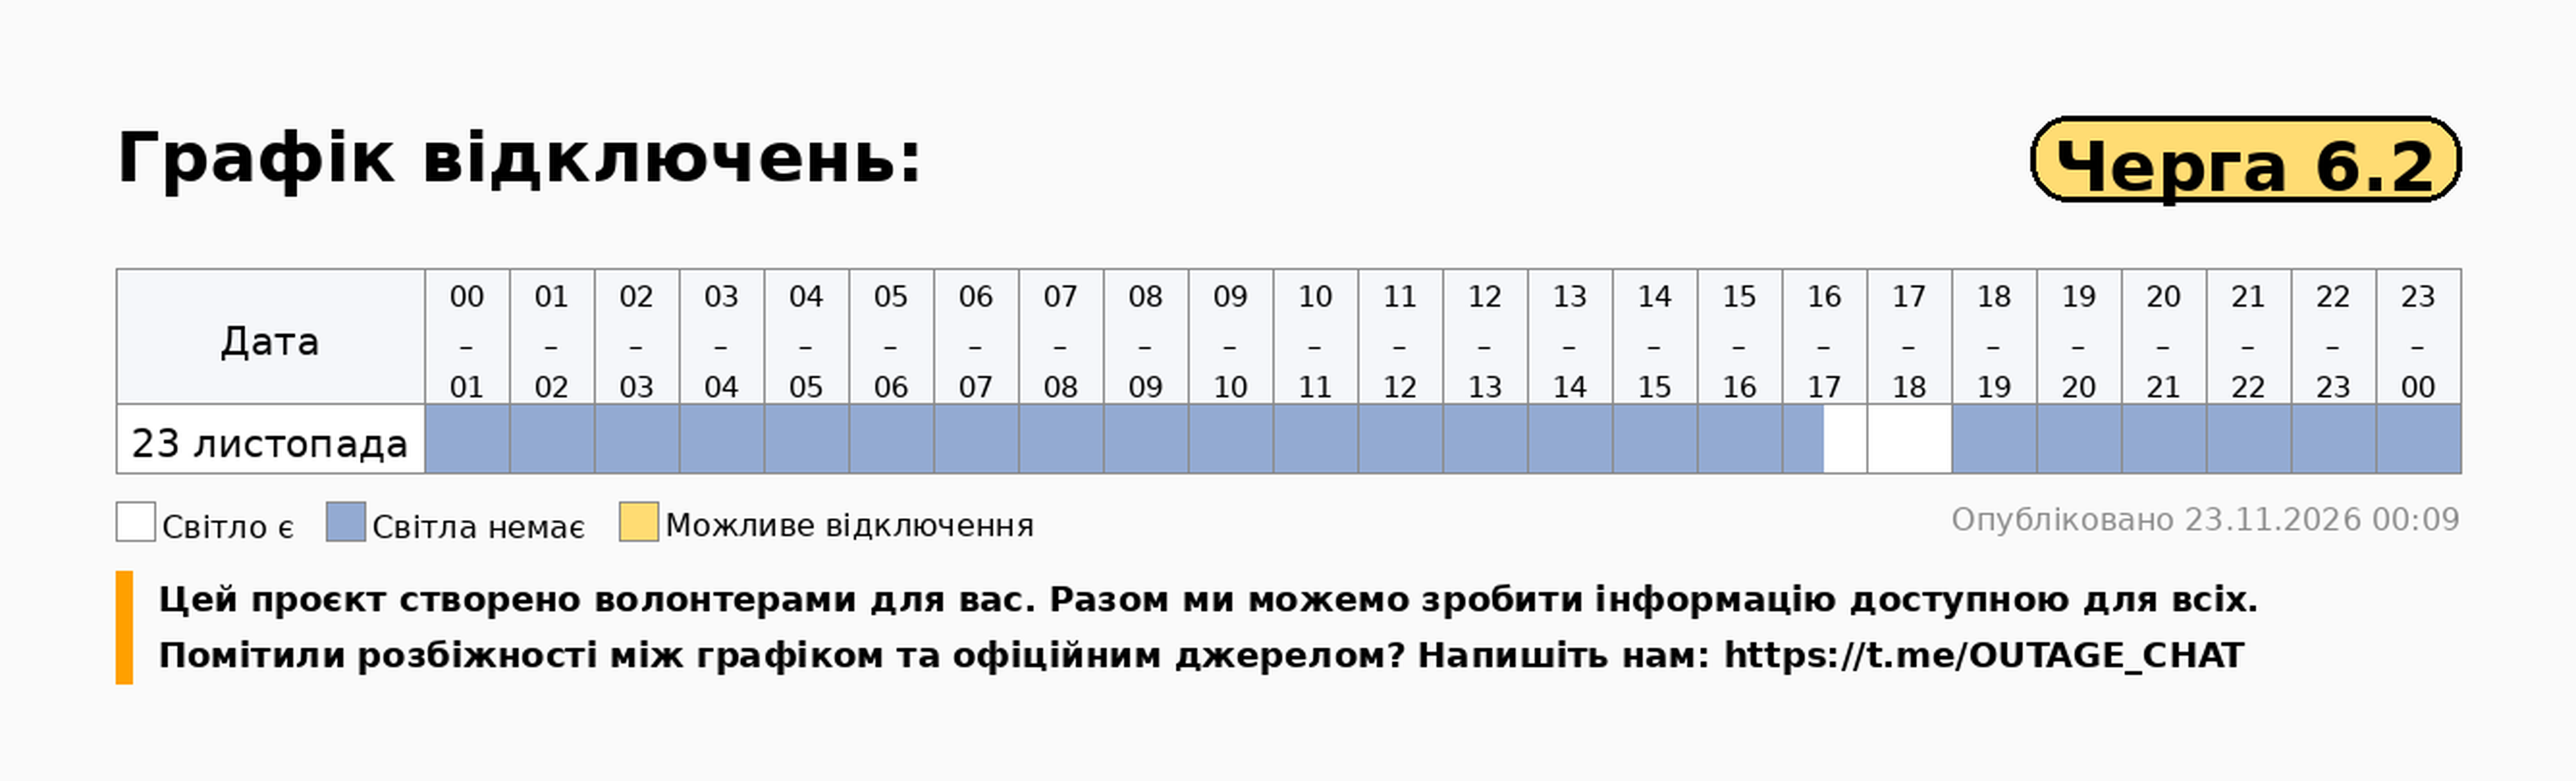 Графік відключень:
Черга 6.2
Дата
00 – 01
01 – 02
02 – 03
03 – 04
04 – 05
05 – 06
06 – 07
07 – 08
08 – 09
09 – 10
10 – 11
11 – 12
12 – 13
13 – 14
14 – 15
15 – 16
16 – 17
17 – 18
18 – 19
19 – 20
20 – 21
21 – 22
22 – 23
23 – 00
23 листопада
Світло є
Світла немає
Можливе відключення
Опубліковано 23.11.2026 00:09
Цей проєкт створено волонтерами для вас. Разом ми можемо зробити інформацію доступною для всіх.
Помітили розбіжності між графіком та офіційним джерелом? Напишіть нам: https://t.me/OUTAGE_CHAT